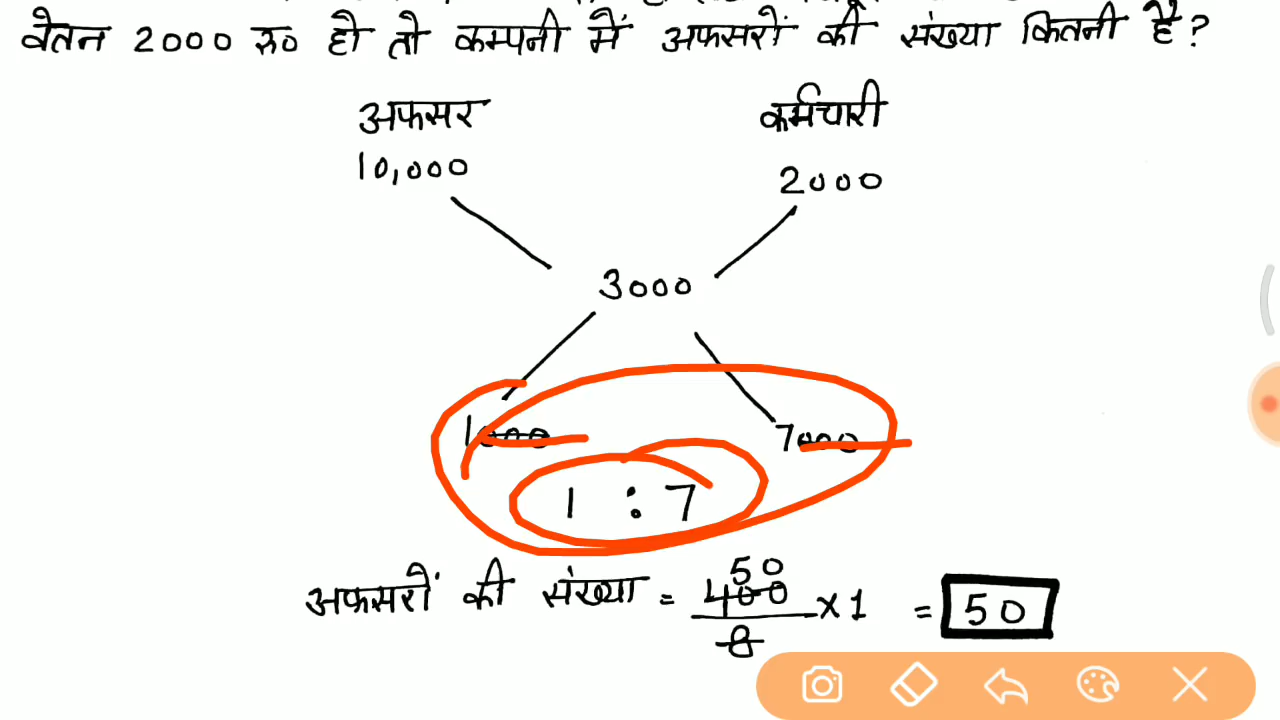 वेतन 2000 रु० हो तो कम्पनी में अफसरों की संख्या कितनी है?
अफसर कर्मचारी
10,000 2000
3000
1000 7000
1 : 7
50
अफसरों की संख्या = 400 × 1 = 50
8